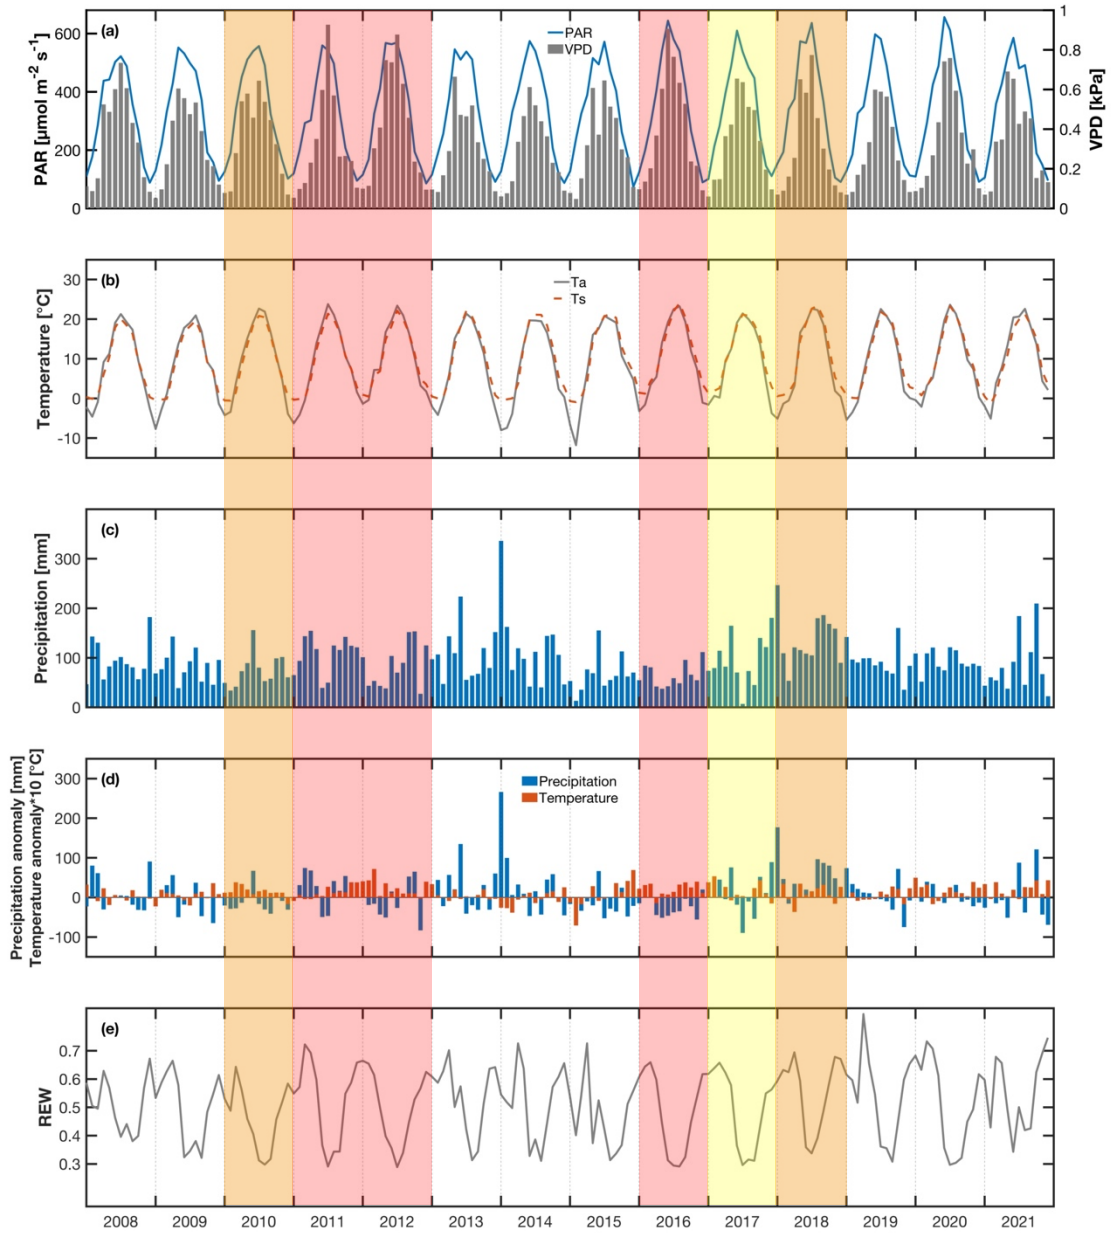 (a)
PAR
VPD
PAR [µmol m⁻² s⁻¹]
600
400
200
0
VPD [kPa]
1
0.8
0.6
0.4
0.2
0
(b)
Ta
Ts
Temperature [°C]
30
20
10
0
-10
(c)
Precipitation [mm]
300
200
100
0
(d)
Precipitation
Temperature
Precipitation anomaly [mm]
Temperature anomaly*10 [°C]
300
200
100
0
-100
(e)
REW
0.7
0.6
0.5
0.4
0.3
2008 2009 2010 2011 2012 2013 2014 2015 2016 2017 2018 2019 2020 2021